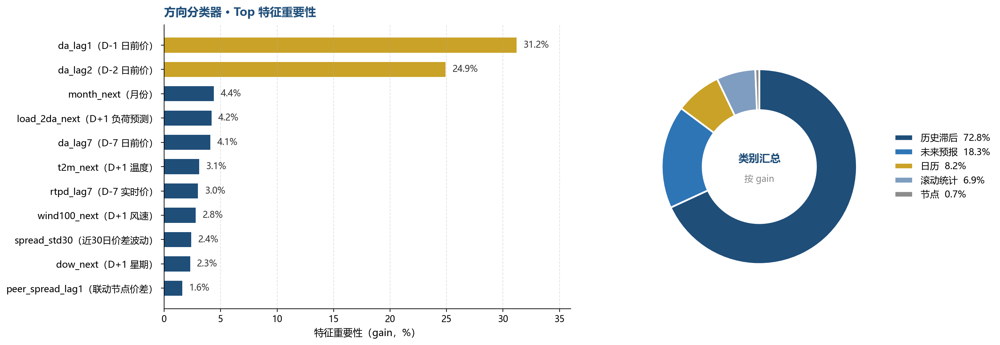 方向分类器 • Top 特征重要性
da_lag1（D-1 日前价） 31.2%
da_lag2（D-2 日前价） 24.9%
month_next（月份） 4.4%
load_2da_next（D+1 负荷预测） 4.2%
da_lag7（D-7 日前价） 4.1%
t2m_next（D+1 温度） 3.1%
rtpd_lag7（D-7 实时价） 3.0%
wind100_next（D+1 风速） 2.8%
spread_std30（近30日价差波动） 2.4%
dow_next（D+1 星期） 2.3%
peer_spread_lag1（联动节点价差） 1.6%
0 5 10 15 20 25 30 35
特征重要性（gain，%）
类别汇总
按 gain
历史滞后 72.8%
未来预报 18.3%
日历 8.2%
滚动统计 6.9%
节点 0.7%